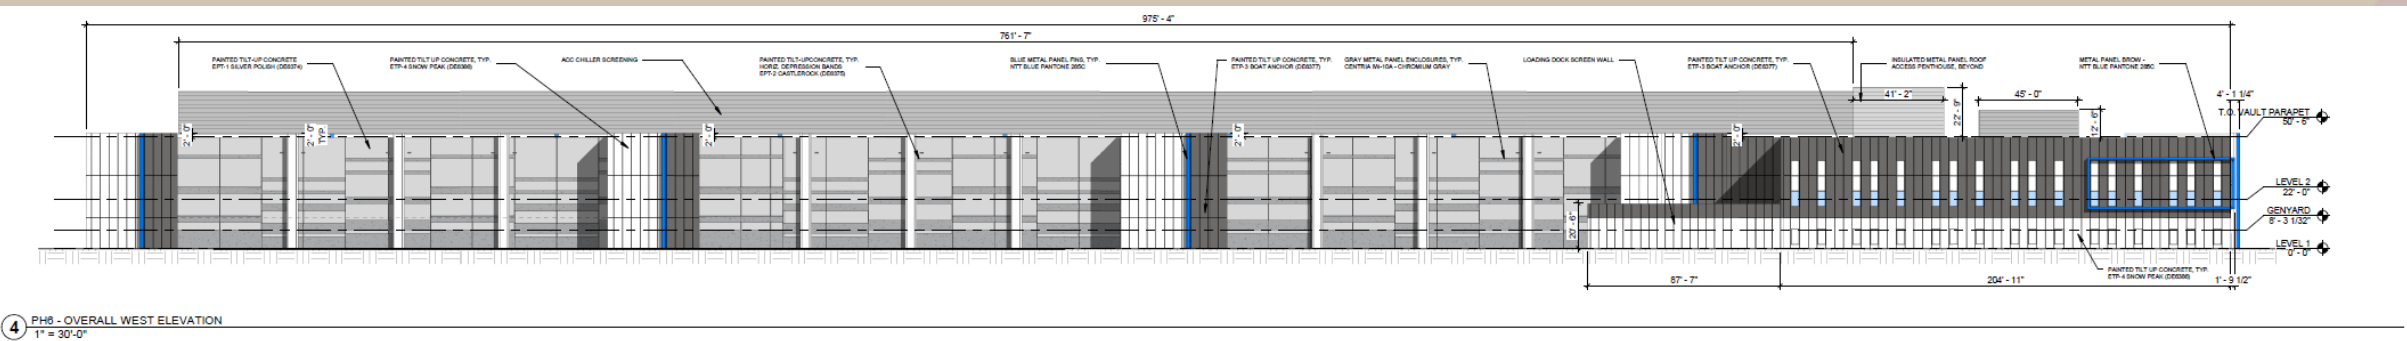 975' - 4"
761' - 7"
PAINTED TILT-UP CONCRETE
EPT-1 SILVER POLISH (DE6374)
PAINTED TILT UP CONCRETE, TYP.
ETP-4 SNOW PEAK (DE6386)
ACC CHILLER SCREENING
PAINTED TILT-UPCONCRETE, TYP.
HORIZ. DEPRESSION BANDS
EPT-2 CASTLEROCK (DE6375)
BLUE METAL PANEL FINS, TYP.
NTT BLUE PANTONE 285C.
PAINTED TILT UP CONCRETE, TYP.
ETP-3 BOAT ANCHOR (DE6377)
GRAY METAL PANEL ENCLOSURES, TYP.
CENTRIA - CHROMIUM GRAY
LOADING DOCK SCREEN WALL
PAINTED TILT UP CONCRETE, TYP.
ETP-3 BOAT ANCHOR (DE6377)
INSULATED METAL PANEL ROOF
ACCESS PENTHOUSE, BEYOND
METAL PANEL BROW -
NTT BLUE PANTONE 285C
41' - 2"
45' - 0"
4' - 1 1/4"
22' - 9"
12' - 6"
T.O. VAULT PARAPET
50' - 6"
2' - 0"
2' - 0"
TYP.
2' - 0"
2' - 0"
2' - 0"
LEVEL 2
22' - 0"
GENYARD
8' - 3 1/32"
20' - 6"
LEVEL 1
0' - 0"
PAINTED TILT UP CONCRETE, TYP.
ETP-4 SNOW PEAK (DE6386)
87' - 7"
204' - 11"
1' - 9 1/2"
4
PH6 - OVERALL WEST ELEVATION
1" = 30'-0"